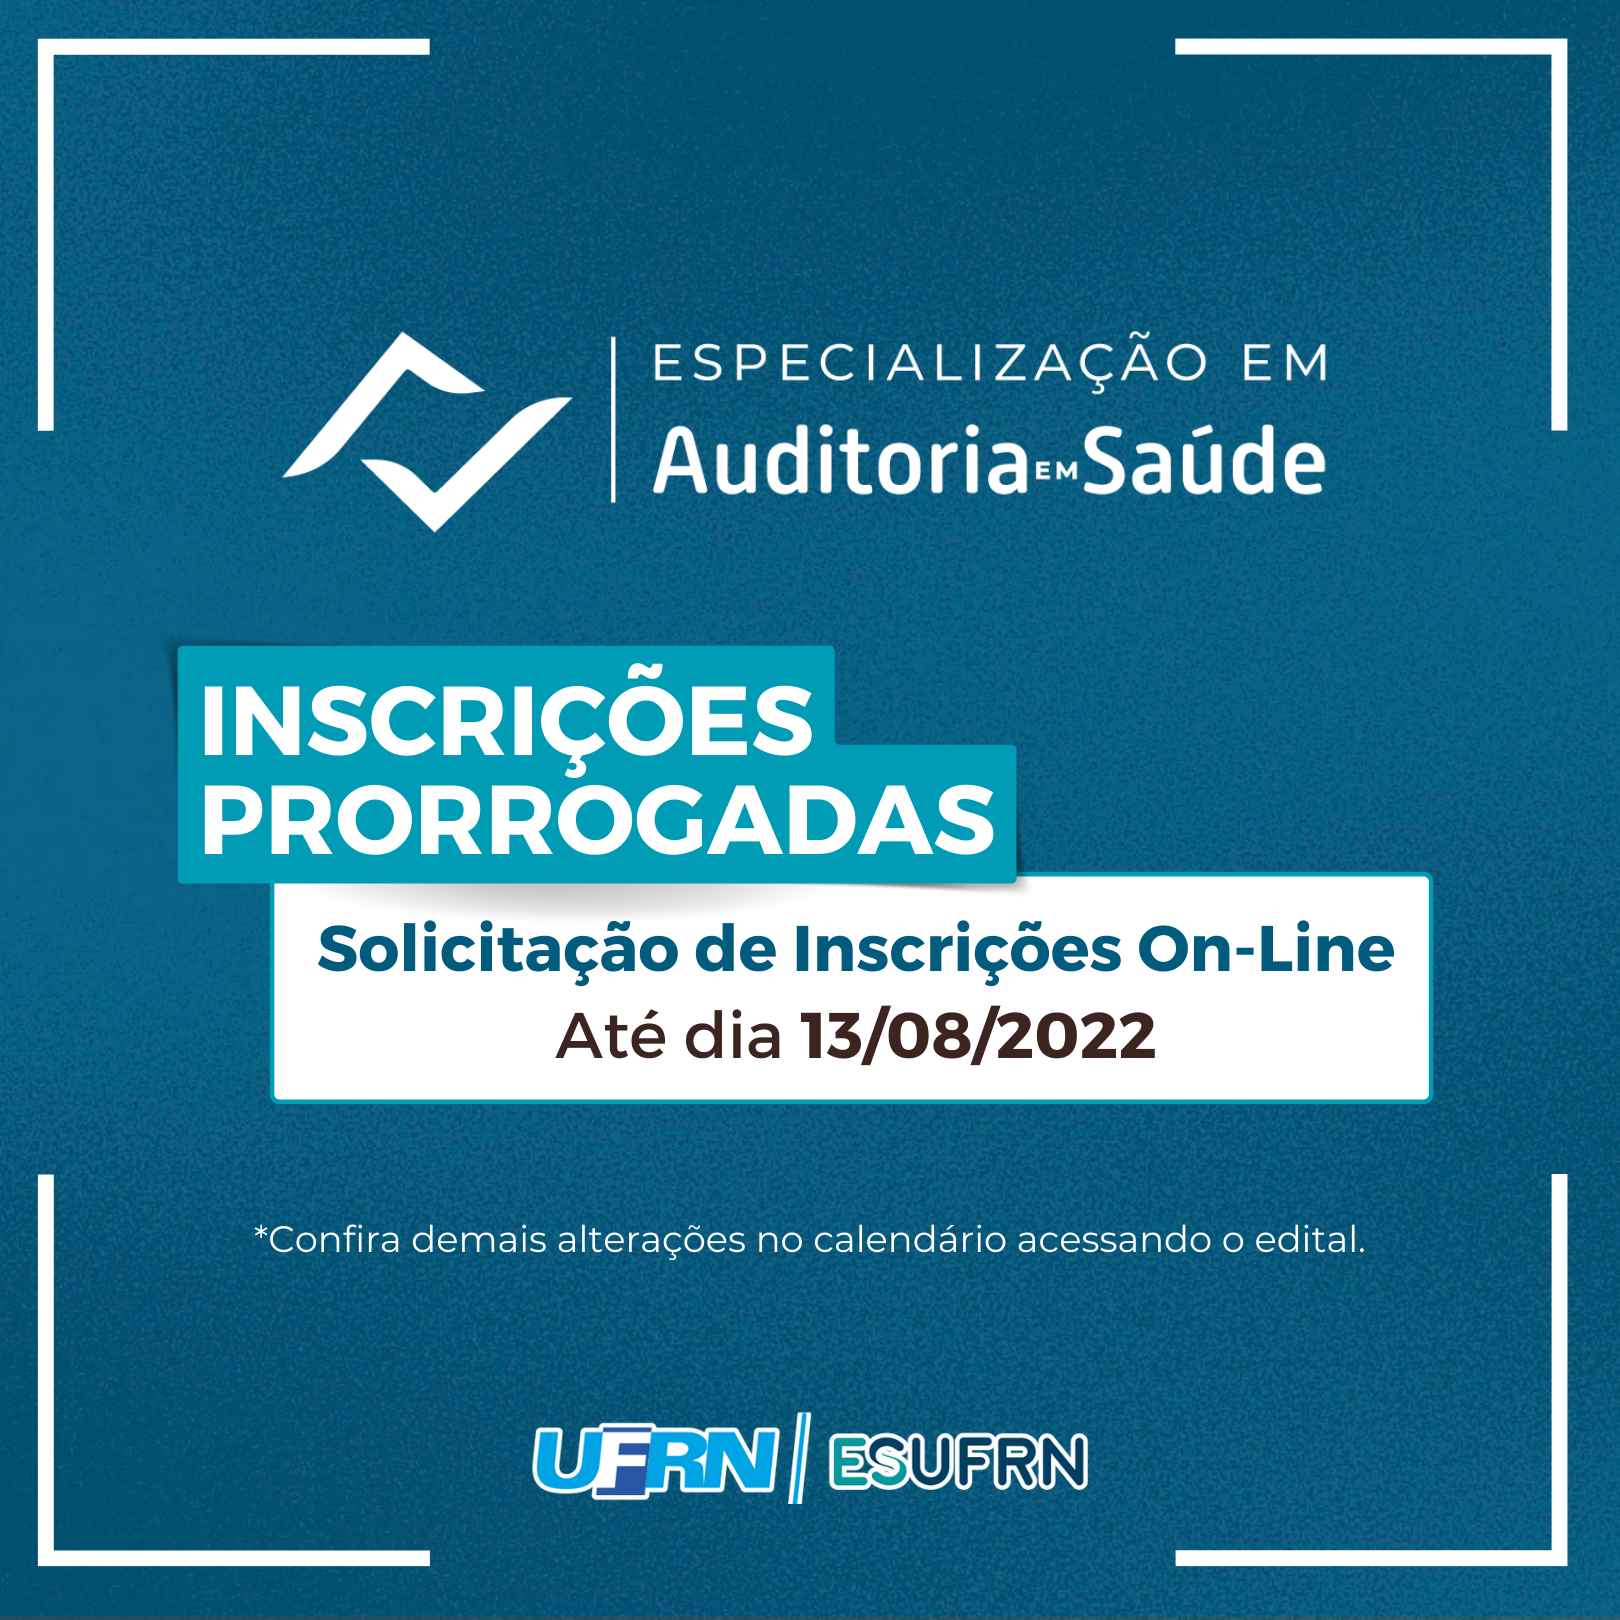 ESPECIALIZAÇÃO EM
Auditoria EM Saúde
INSCRIÇÕES
PRORROGADAS
Solicitação de Inscrições On-Line
Até dia 13/08/2022
*Confira demais alterações no calendário acessando o edital.
UFRN ESUFRN